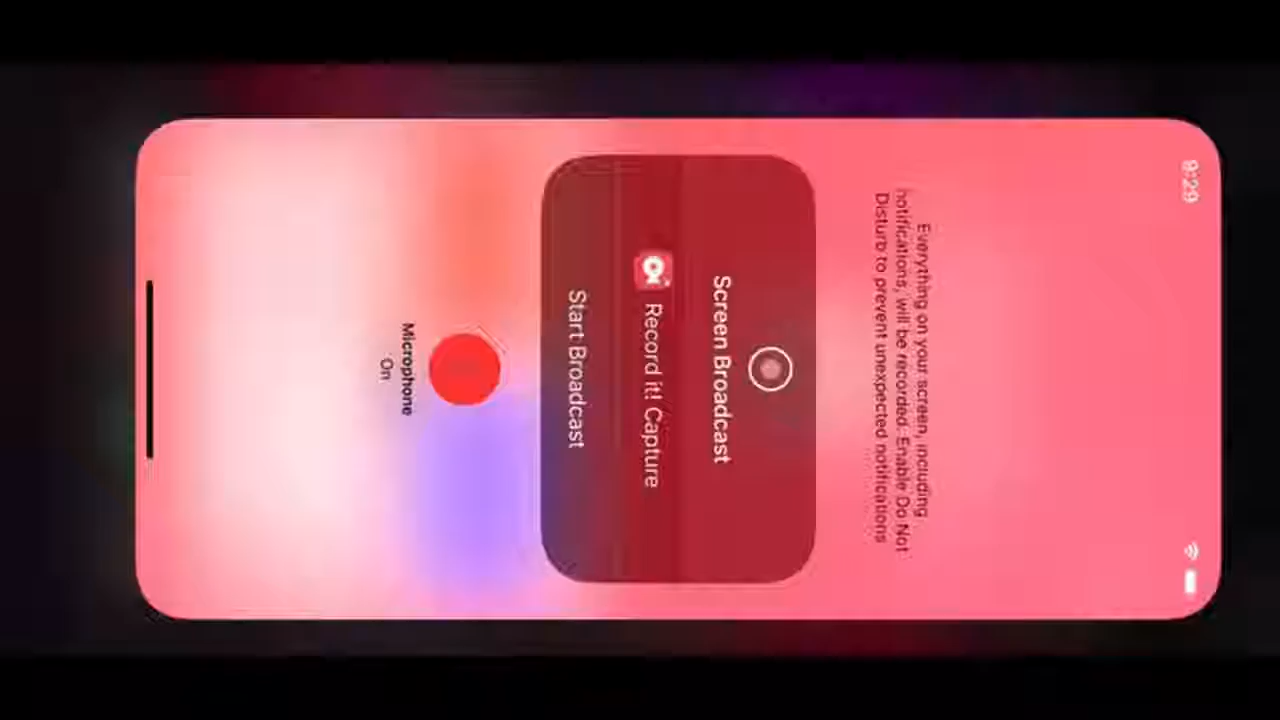 9:29
Everything on your screen, including
notifications, will be recorded. Enable Do Not
Disturb to prevent unexpected notifications
Screen Broadcast
Record it! Capture
Start Broadcast
Microphone
On